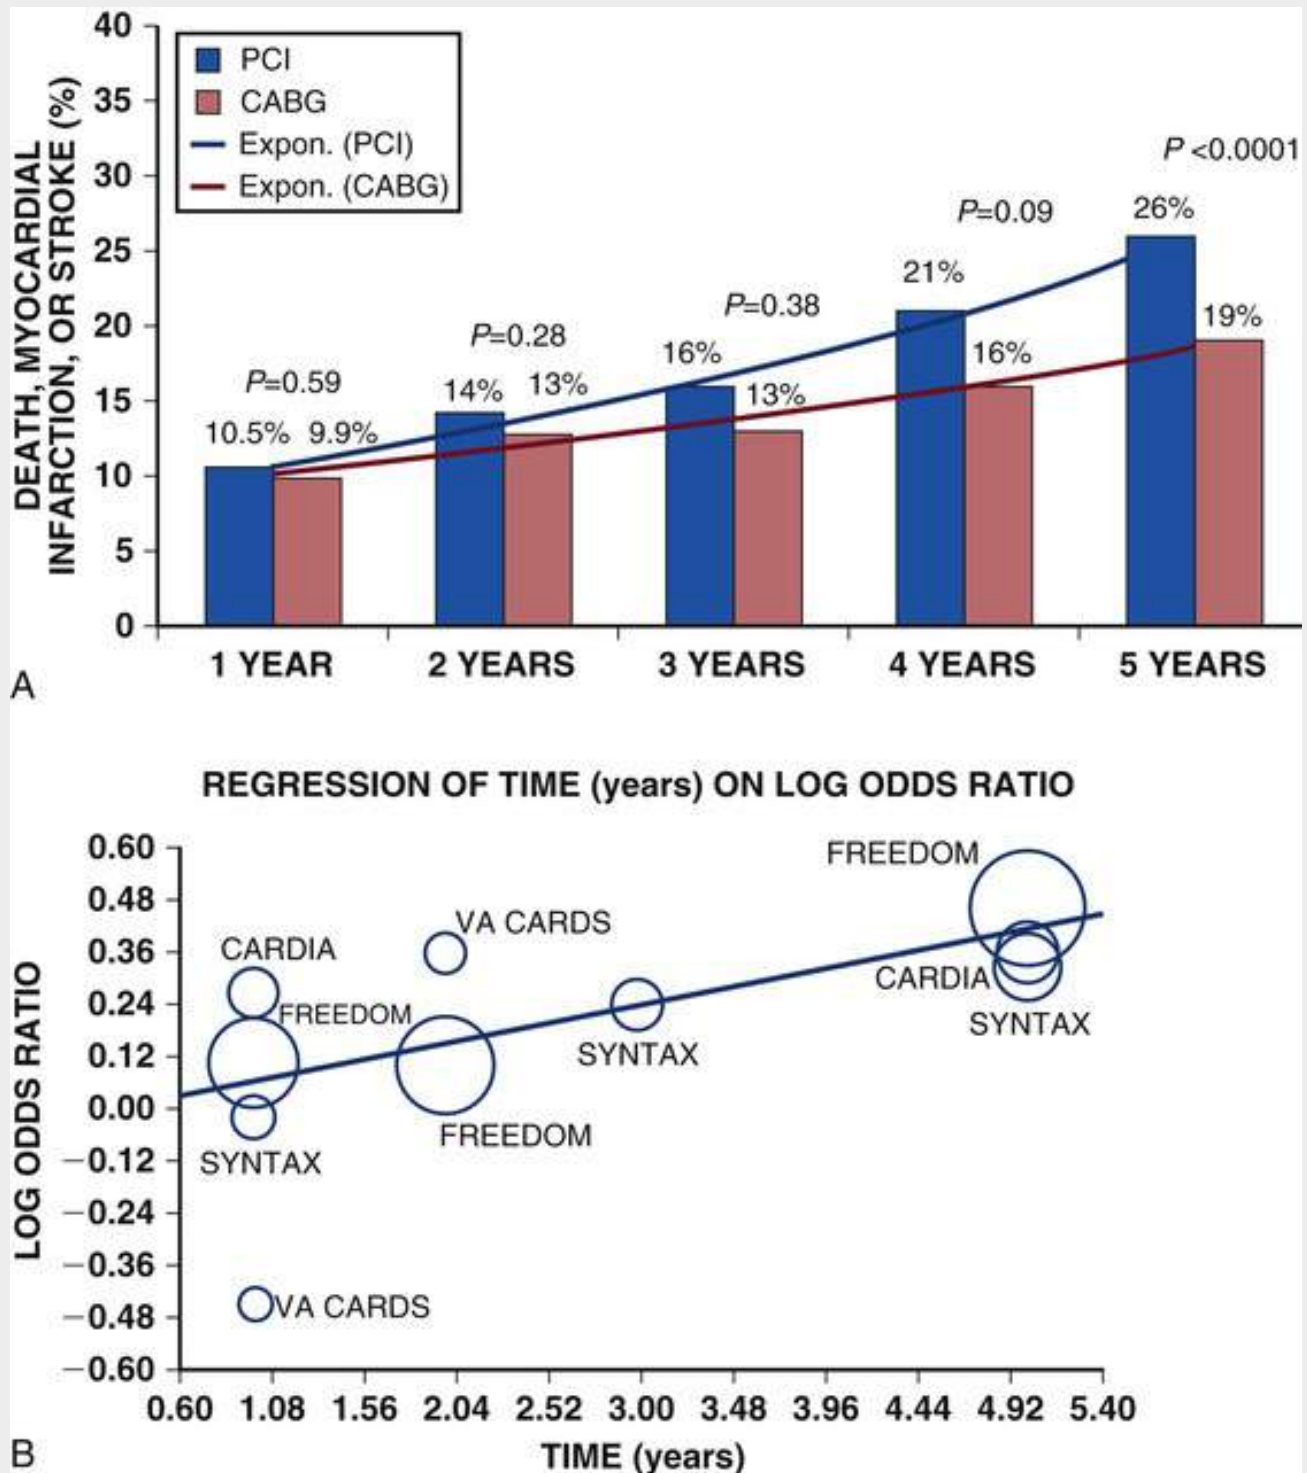 40
35
30
25
20
15
10
5
0
DEATH, MYOCARDIAL
INFARCTION, OR STROKE (%)
PCI
CABG
Expon. (PCI)
Expon. (CABG)
P=0.59
10.5% 9.9%
P=0.28
14% 13%
P=0.38
16% 13%
P=0.09
21% 16%
P <0.0001
26% 19%
1 YEAR 2 YEARS 3 YEARS 4 YEARS 5 YEARS
A
REGRESSION OF TIME (years) ON LOG ODDS RATIO
LOG ODDS RATIO
0.60
0.48
0.36
0.24
0.12
0.00
−0.12
−0.24
−0.36
−0.48
−0.60
CARDIA
FREEDOM
SYNTAX
VA CARDS
VA CARDS
FREEDOM
SYNTAX
FREEDOM
CARDIA
SYNTAX
0.60 1.08 1.56 2.04 2.52 3.00 3.48 3.96 4.44 4.92 5.40
TIME (years)
B